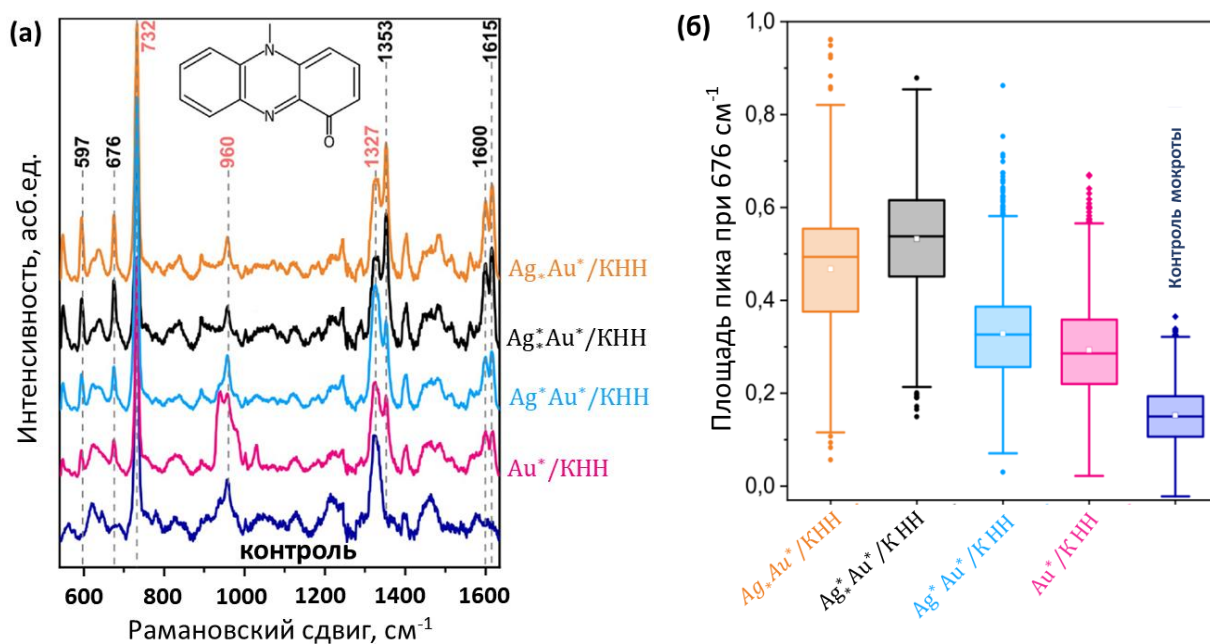 (а)
732
1353
1615
597
676
960
1327
1600
N
N
O
Интенсивность, асб.ед.
Ag*Au*/КНН
Ag**Au*/КНН
Ag*Au*/КНН
Au*/КНН
контроль
600 800 1000 1200 1400 1600
Рамановский сдвиг, см-1
(б)
Площадь пика при 676 см-1
1,0
0,8
0,6
0,4
0,2
0,0
Контроль мокроты
Ag*Au*/КНН
Ag**Au*/К НН
Ag*Au*/К НН
Au*/К НН